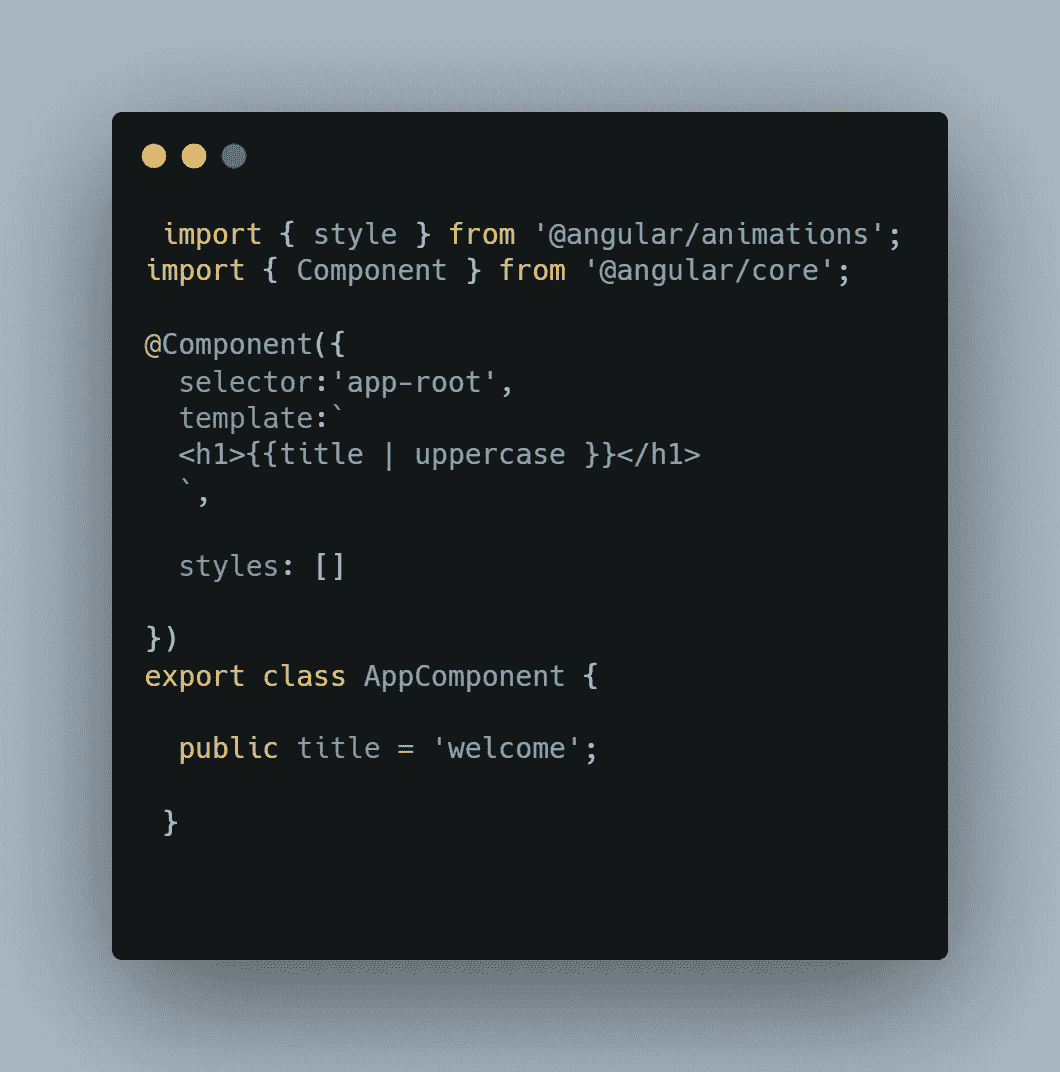 import { style } from '@angular/animations';
import { Component } from '@angular/core';
@Component({
selector:'app-root',
template:`
<h1>{{title | uppercase }}</h1>
`,
styles: []
})
export class AppComponent {
public title = 'welcome';
}